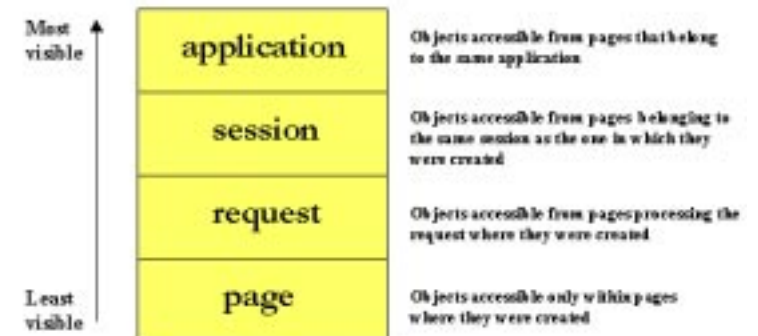 Most
visible
application
Objects accessible from pages that belong
to the same application
session
Objects accessible from pages belonging to
the same session as the one in which they
were created
request
Objects accessible from pages processing the
request where they were created
Least
visible
page
Objects accessible only within pages
where they were created